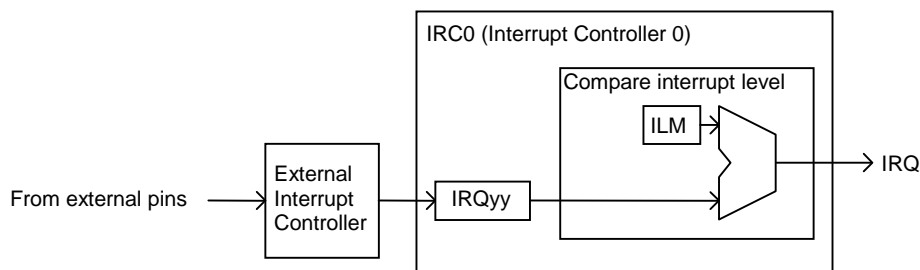 IRC0 (Interrupt Controller 0)
Compare interrupt level
ILM
External
Interrupt
Controller
From external pins
IRQyy
IRQ